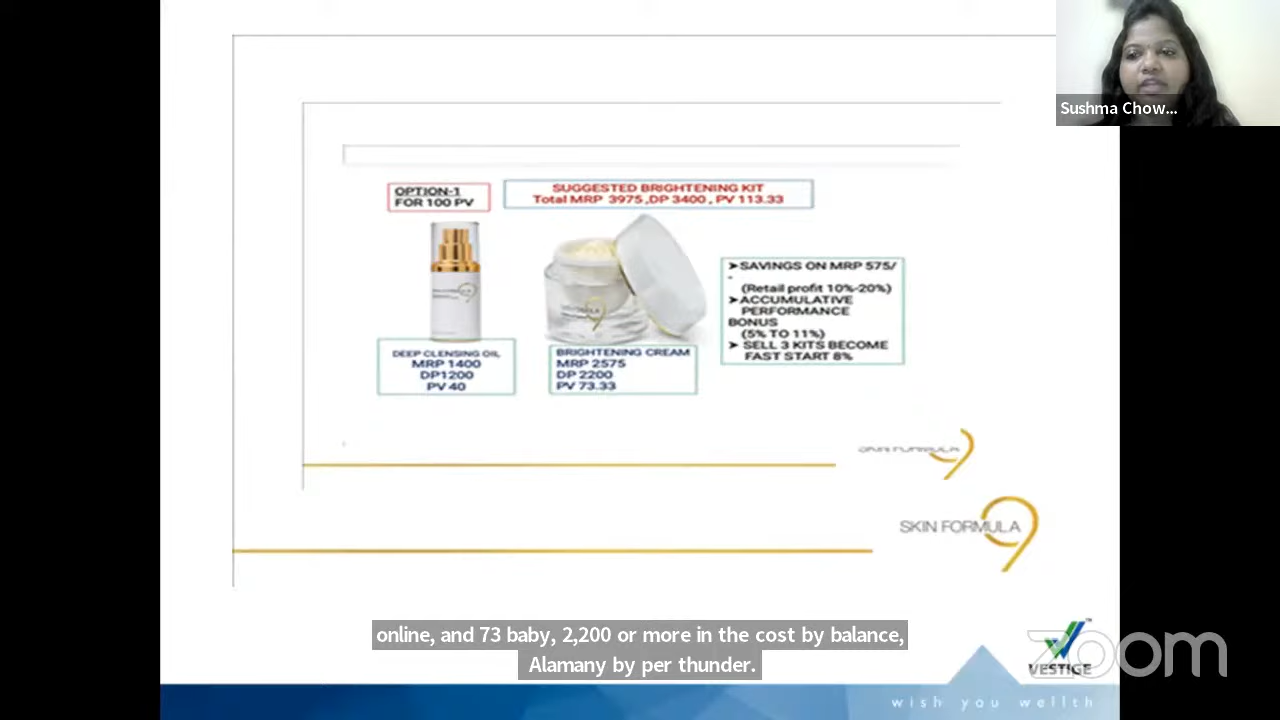 Sushma Chow...
OPTION-1
FOR 100 PV
SUGGESTED BRIGHTENING KIT
Total MRP 3975 ,DP 3400 , PV 113.33
➤SAVINGS ON MRP 575/
-
(Retail profit 10%-20%)
➤ACCUMULATIVE
PERFORMANCE
BONUS
(5% TO 11%)
➤ SELL 3 KITS BECOME
FAST START 8%
DEEP CLENSING OIL
MRP 1400
DP1200
PV 40
BRIGHTENING CREAM
MRP 2575
DP 2200
PV 73.33
SKIN FORMULA 9
SKIN FORMULA 9
online, and 73 baby, 2,200 or more in the cost by balance,
Alamany by per thunder.
VESTIGE
zoom
wish you wellth